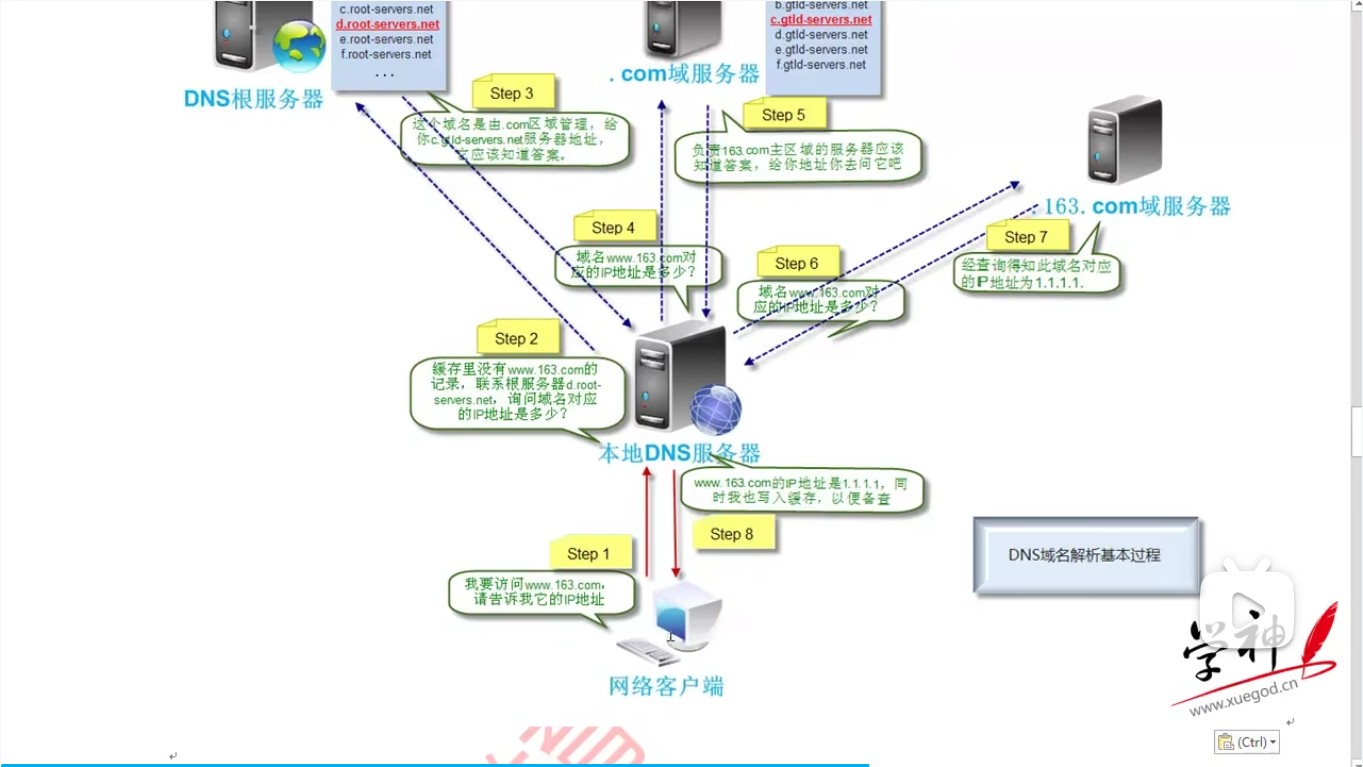 c.root-servers.net
d.root-servers.net
e.root-servers.net
f.root-servers.net
...
DNS根服务器
b.gtld-servers.net
c.gtld-servers.net
d.gtld-servers.net
e.gtld-servers.net
f.gtld-servers.net
.com域服务器
Step 3
这个域名是由.com区域管理，给
你c.gtld-servers.net服务器地址，
它应该知道答案。
Step 5
负责163.com主区域的服务器应该
知道答案，给你地址你去问它吧
.163.com域服务器
Step 4
域名www.163.com对
应的IP地址是多少？
Step 6
域名www.163.com对
应的IP地址是多少？
Step 7
经查询得知此域名对应
的IP地址为1.1.1.1.
Step 2
缓存里没有www.163.com的
记录，联系根服务器d.root-
servers.net，询问域名对应
的IP地址是多少？
本地DNS服务器
www.163.com的IP地址是1.1.1.1，同
时我也写入缓存，以便备查
Step 8
Step 1
我要访问www.163.com，
请告诉我它的IP地址
网络客户端
DNS域名解析基本过程
学神
www.xuegod.cn
(Ctrl)